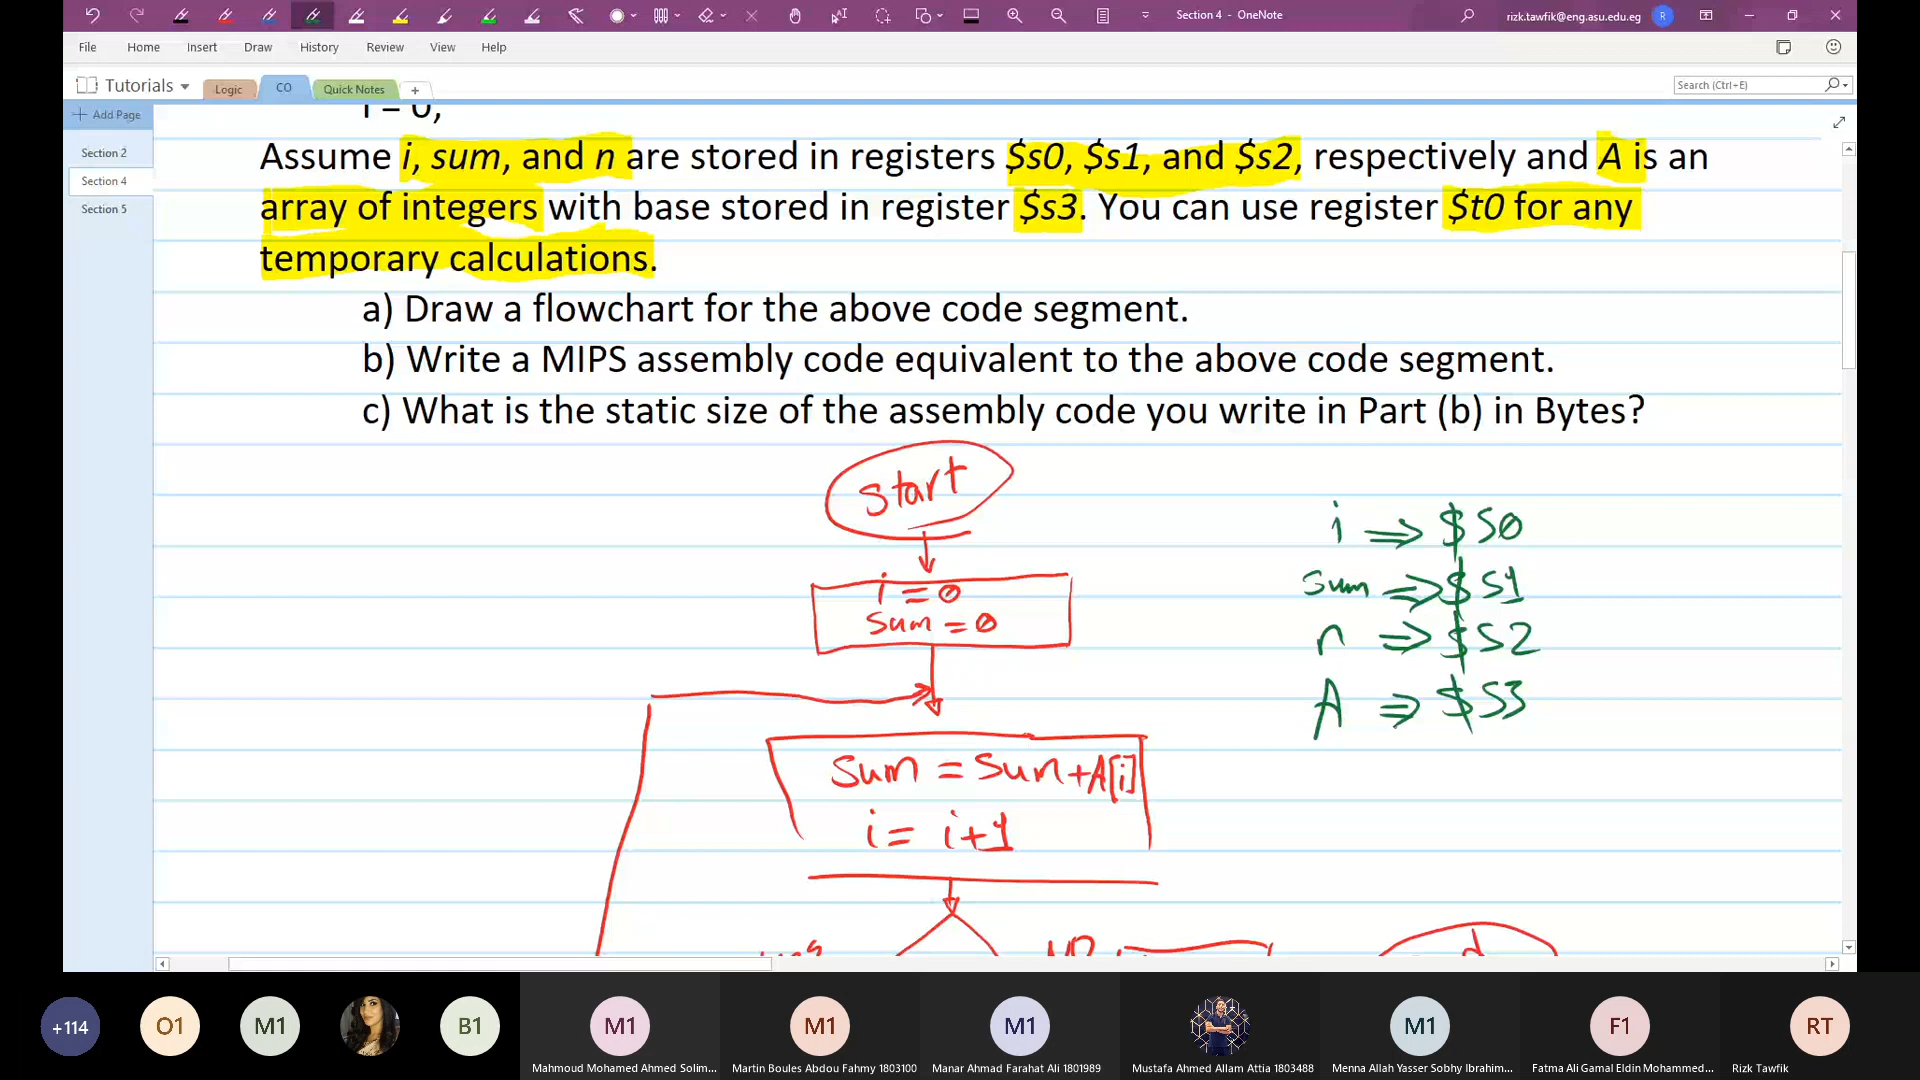 Section 4 - OneNote
rizk.tawfik@eng.asu.edu.eg
R
File Home Insert Draw History Review View Help
Tutorials
Logic
CO
Quick Notes
+
Search (Ctrl+E)
Add Page
Section 2
Section 4
Section 5
i = 0;
Assume i, sum, and n are stored in registers $s0, $s1, and $s2, respectively and A is an
array of integers with base stored in register $s3. You can use register $t0 for any
temporary calculations.
a) Draw a flowchart for the above code segment.
b) Write a MIPS assembly code equivalent to the above code segment.
c) What is the static size of the assembly code you write in Part (b) in Bytes?
start
i = 0
sum = 0
sum = sum+A[i]
i = i+1
i ⇒ $S0
sum ⇒ $S1
n ⇒ $S2
A ⇒ $S3
+114
O1
M1
B1
M1
Mahmoud Mohamed Ahmed Solim...
M1
Martin Boules Abdou Fahmy 1803100
M1
Manar Ahmad Farahat Ali 1801989
Mustafa Ahmed Allam Attia 1803488
M1
Menna Allah Yasser Sobhy Ibrahim...
F1
Fatma Ali Gamal Eldin Mohammed...
RT
Rizk Tawfik